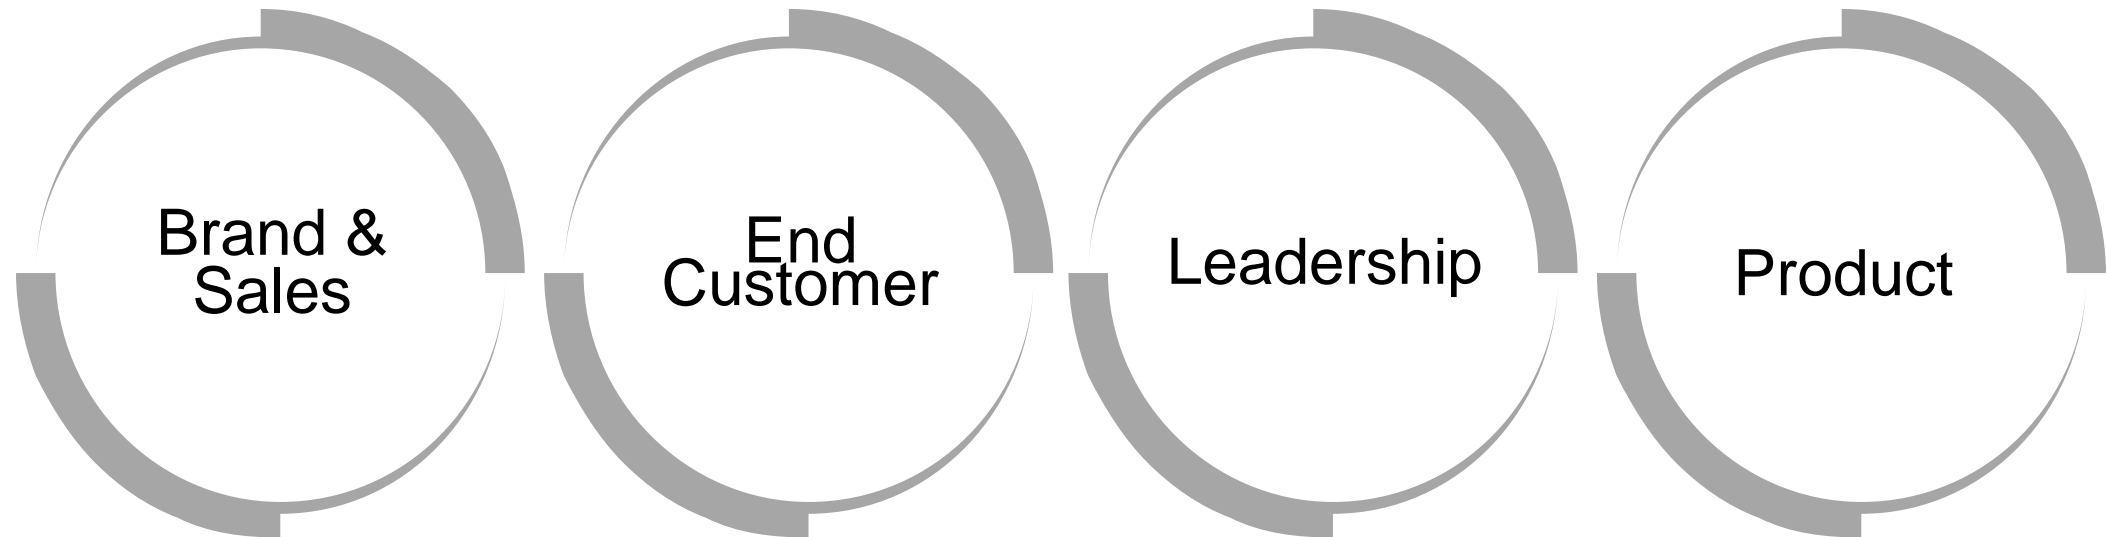 Brand &
Sales
End
Customer
Leadership
Product